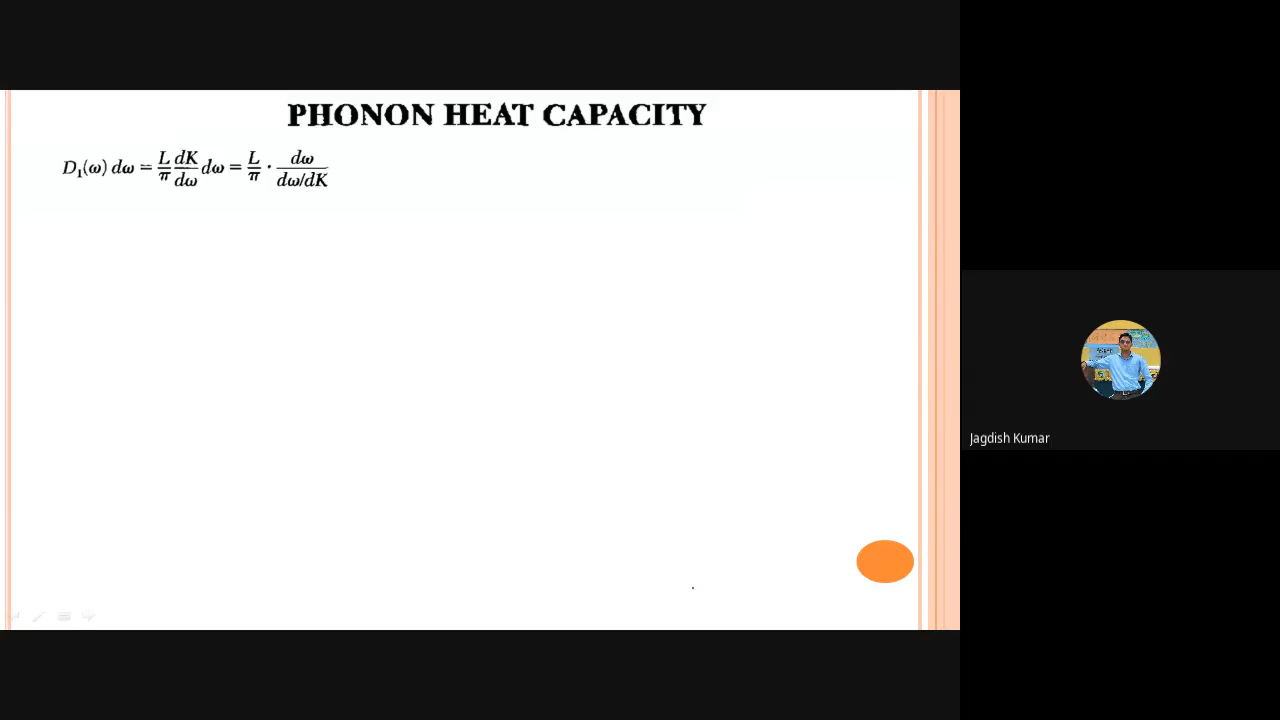 PHONON HEAT CAPACITY
D₁(ω) dω = L/π dK/dω dω = L/π · dω/(dω/dK)
Jagdish Kumar